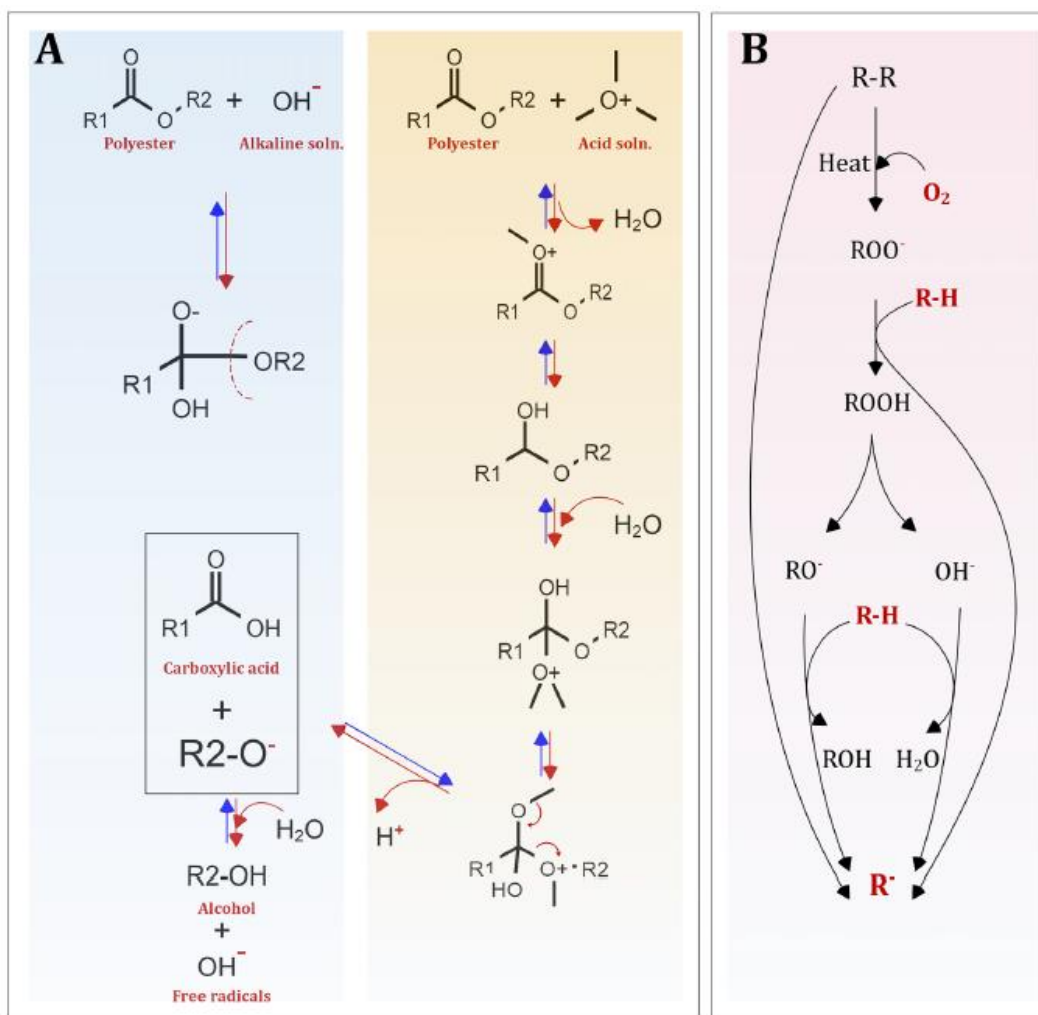 A
O
R1
O
R2
+
OH⁻
Polyester
Alkaline soln.
O-
R1
OR2
OH
O
R1
OH
Carboxylic acid
+
R2-O⁻
H₂O
R2-OH
Alcohol
+
OH⁻
Free radicals
O
R1
O
R2
+
O+
Polyester
Acid soln.
H₂O
O+
R1
O
R2
OH
R1
O
R2
H₂O
OH
R1
O
R2
O+
H⁺
O
R1
O+
R2
HO
B
R-R
Heat
O₂
ROO⁻
R-H
ROOH
RO⁻
OH⁻
R-H
ROH
H₂O
R⁻